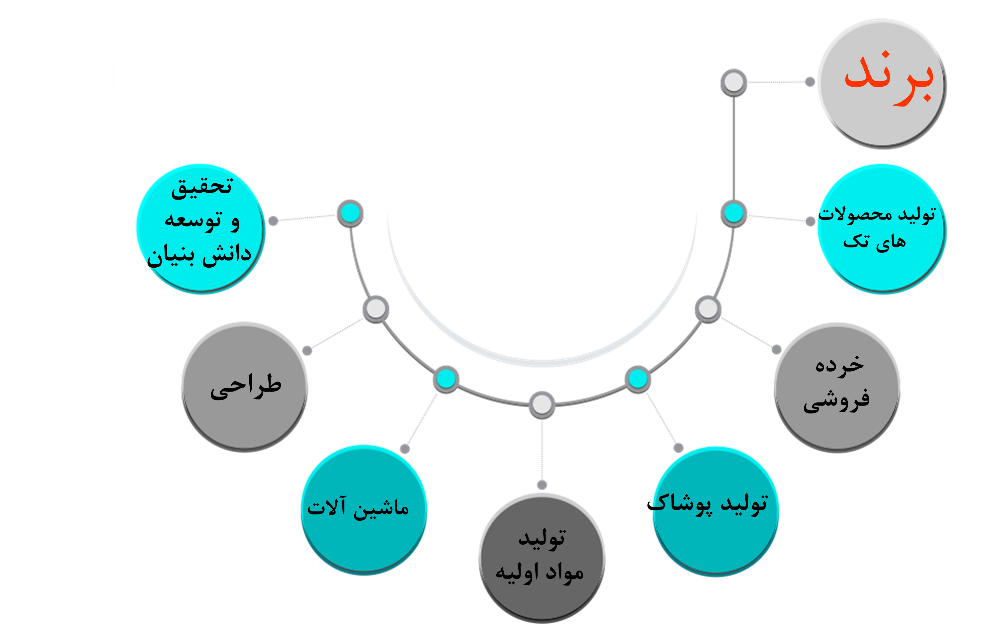 برند
تحقیق
و توسعه
دانش بنیان
تولید محصولات
های تک
طراحی
خرده
فروشی
ماشین آلات
تولید پوشاک
تولید
مواد اولیه